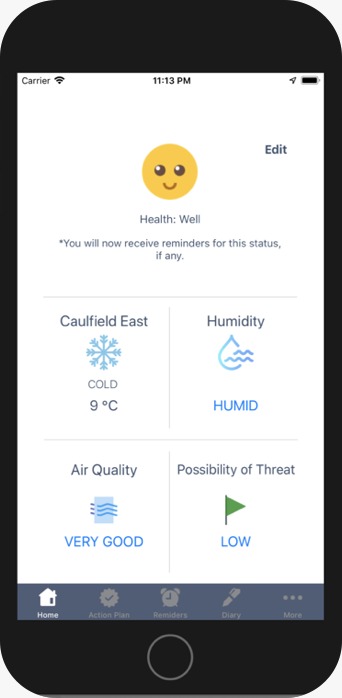 Carrier 11:13 PM
Edit
Health: Well
*You will now receive reminders for this status,
if any.
Caulfield East
Humidity
COLD
9 °C
HUMID
Air Quality
Possibility of Threat
VERY GOOD
LOW
Home Action Plan Remiders Diary More